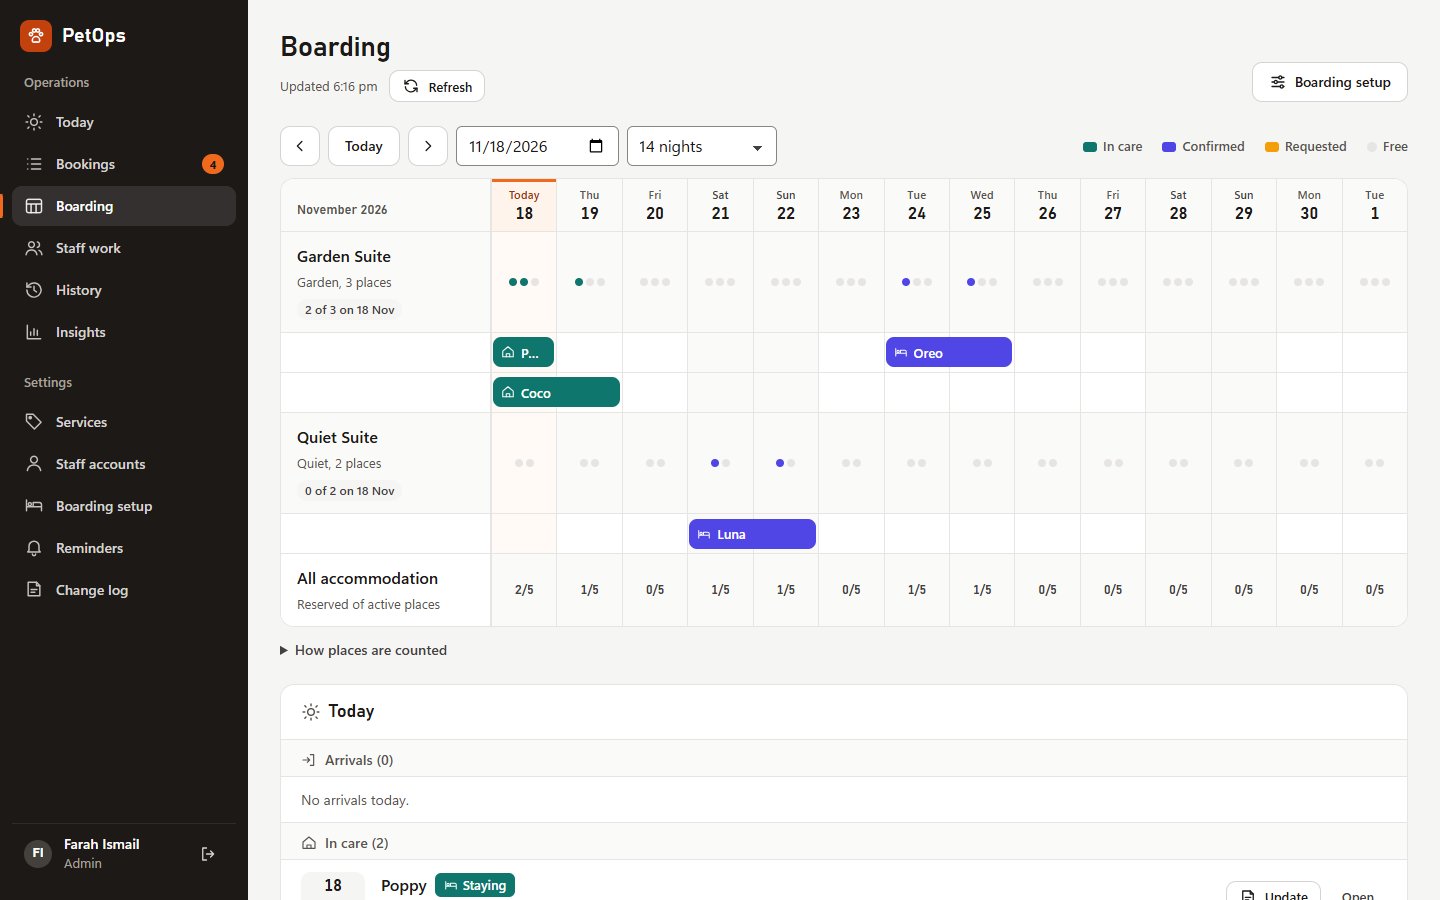 PetOps
Operations
Today
Bookings 4
Boarding
Staff work
History
Insights
Settings
Services
Staff accounts
Boarding setup
Reminders
Change log
FI
Farah Ismail
Admin
Boarding
Updated 6:16 pm
Refresh
Boarding setup
Today
11/18/2026
14 nights
In care Confirmed Requested Free
November 2026
Today 18
Thu 19
Fri 20
Sat 21
Sun 22
Mon 23
Tue 24
Wed 25
Thu 26
Fri 27
Sat 28
Sun 29
Mon 30
Tue 1
Garden Suite
Garden, 3 places
2 of 3 on 18 Nov
P...
Oreo
Coco
Quiet Suite
Quiet, 2 places
0 of 2 on 18 Nov
Luna
All accommodation
Reserved of active places
2/5 1/5 0/5 1/5 1/5 0/5 1/5 1/5 0/5 0/5 0/5 0/5 0/5 0/5
How places are counted
Today
Arrivals (0)
No arrivals today.
In care (2)
18
Poppy
Staying
Update
Open